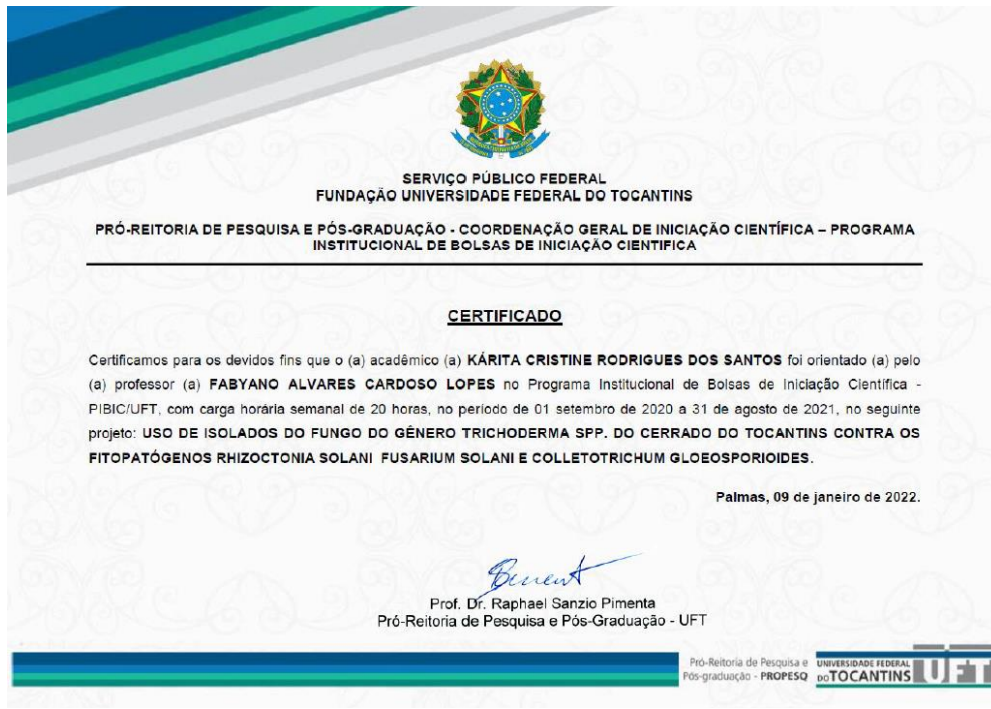 SERVIÇO PÚBLICO FEDERAL
FUNDAÇÃO UNIVERSIDADE FEDERAL DO TOCANTINS
PRÓ-REITORIA DE PESQUISA E PÓS-GRADUAÇÃO - COORDENAÇÃO GERAL DE INICIAÇÃO CIENTÍFICA – PROGRAMA
INSTITUCIONAL DE BOLSAS DE INICIAÇÃO CIENTIFICA
CERTIFICADO
Certificamos para os devidos fins que o (a) acadêmico (a) KÁRITA CRISTINE RODRIGUES DOS SANTOS foi orientado (a) pelo
(a) professor (a) FABYANO ALVARES CARDOSO LOPES no Programa Institucional de Bolsas de Iniciação Científica -
PIBIC/UFT, com carga horária semanal de 20 horas, no período de 01 setembro de 2020 a 31 de agosto de 2021, no seguinte
projeto: USO DE ISOLADOS DO FUNGO DO GÊNERO TRICHODERMA SPP. DO CERRADO DO TOCANTINS CONTRA OS
FITOPATÓGENOS RHIZOCTONIA SOLANI FUSARIUM SOLANI E COLLETOTRICHUM GLOEOSPORIOIDES.
Palmas, 09 de janeiro de 2022.
Prof. Dr. Raphael Sanzio Pimenta
Pró-Reitoria de Pesquisa e Pós-Graduação - UFT
Pró-Reitoria de Pesquisa e
Pós-graduação - PROPESQ
UNIVERSIDADE FEDERAL
DO TOCANTINS
UFT